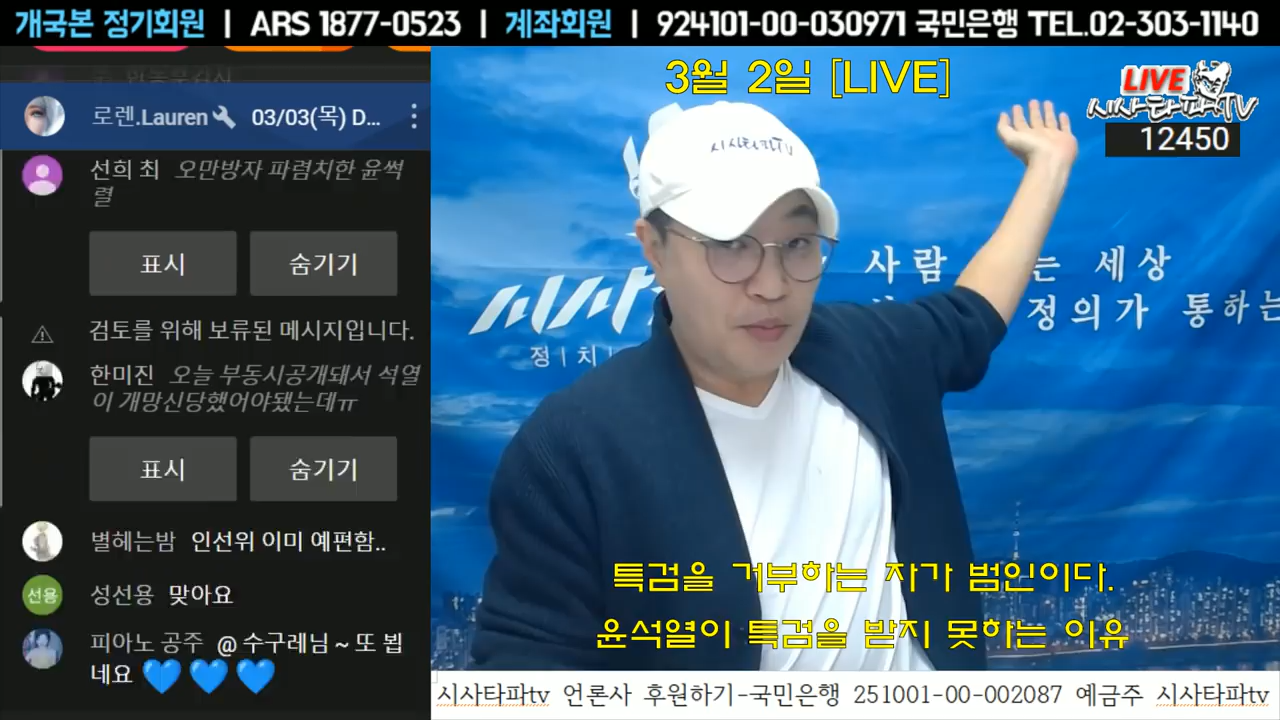 개국본 정기회원 | ARS 1877-0523 | 계좌회원 | 924101-00-030971 국민은행 TEL.02-303-1140
로렌.Lauren 03/03(목) D...
선희 최 오만방자 파렴치한 윤썩
렬
표시 숨기기
검토를 위해 보류된 메시지입니다.
한미진 오늘 부동시공개돼서 석열
이 개망신당했어야됐는데ㅠ
표시 숨기기
별헤는밤 인선위 이미 예편함..
선용 성선용 맞아요
피아노 공주 @ 수구레님 ~ 또 뵙
네요
3월 2일 [LIVE]
LIVE
시사타파TV
12450
시사타파TV
사람 는 세상
정의가 통하는
시사
정 | 치 |
특검을 거부하는 자가 범인이다.
윤석열이 특검을 받지 못하는 이유
시사타파tv 언론사 후원하기-국민은행 251001-00-002087 예금주 시사타파tv